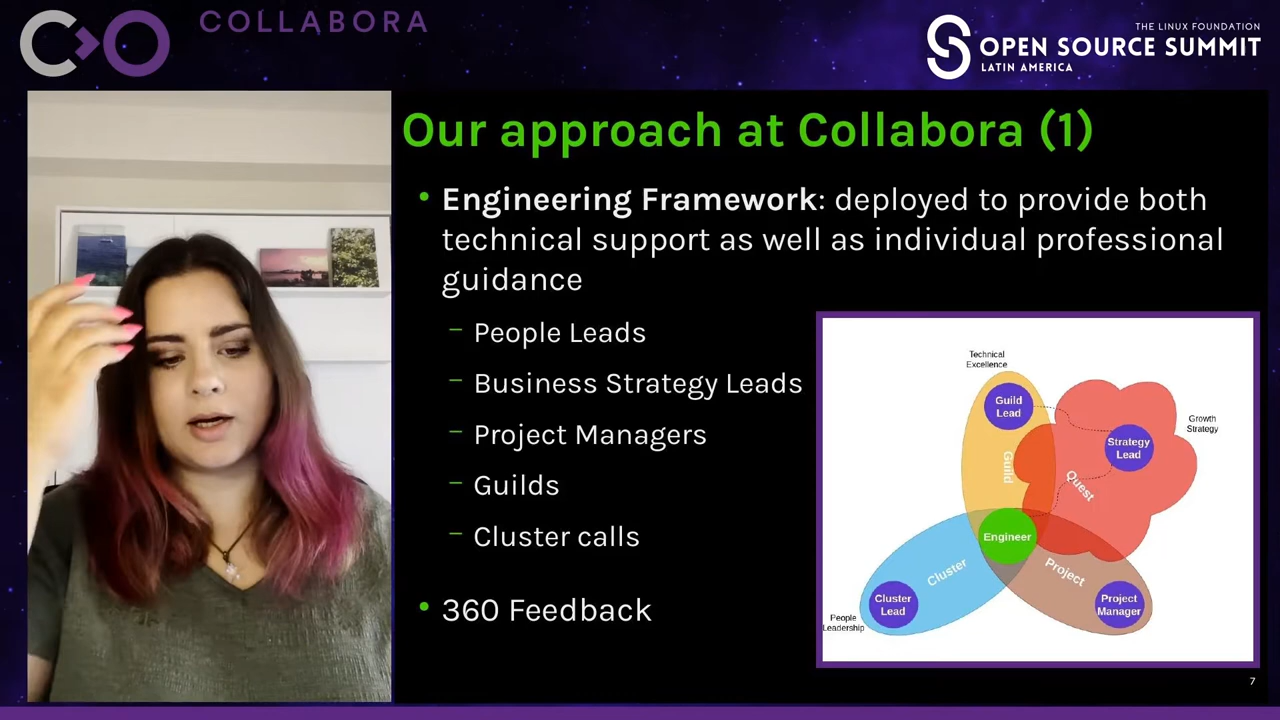 COLLABORA
THE LINUX FOUNDATION
OPEN SOURCE SUMMIT
LATIN AMERICA
Our approach at Collabora (1)
• Engineering Framework: deployed to provide both
technical support as well as individual professional
guidance
– People Leads
– Business Strategy Leads
– Project Managers
– Guilds
– Cluster calls
• 360 Feedback
Technical
Excellence
Guild
Lead
Growth
Strategy
Strategy
Lead
Guild
Quest
Engineer
Cluster
Project
Cluster
Lead
Project
Manager
People
Leadership
7